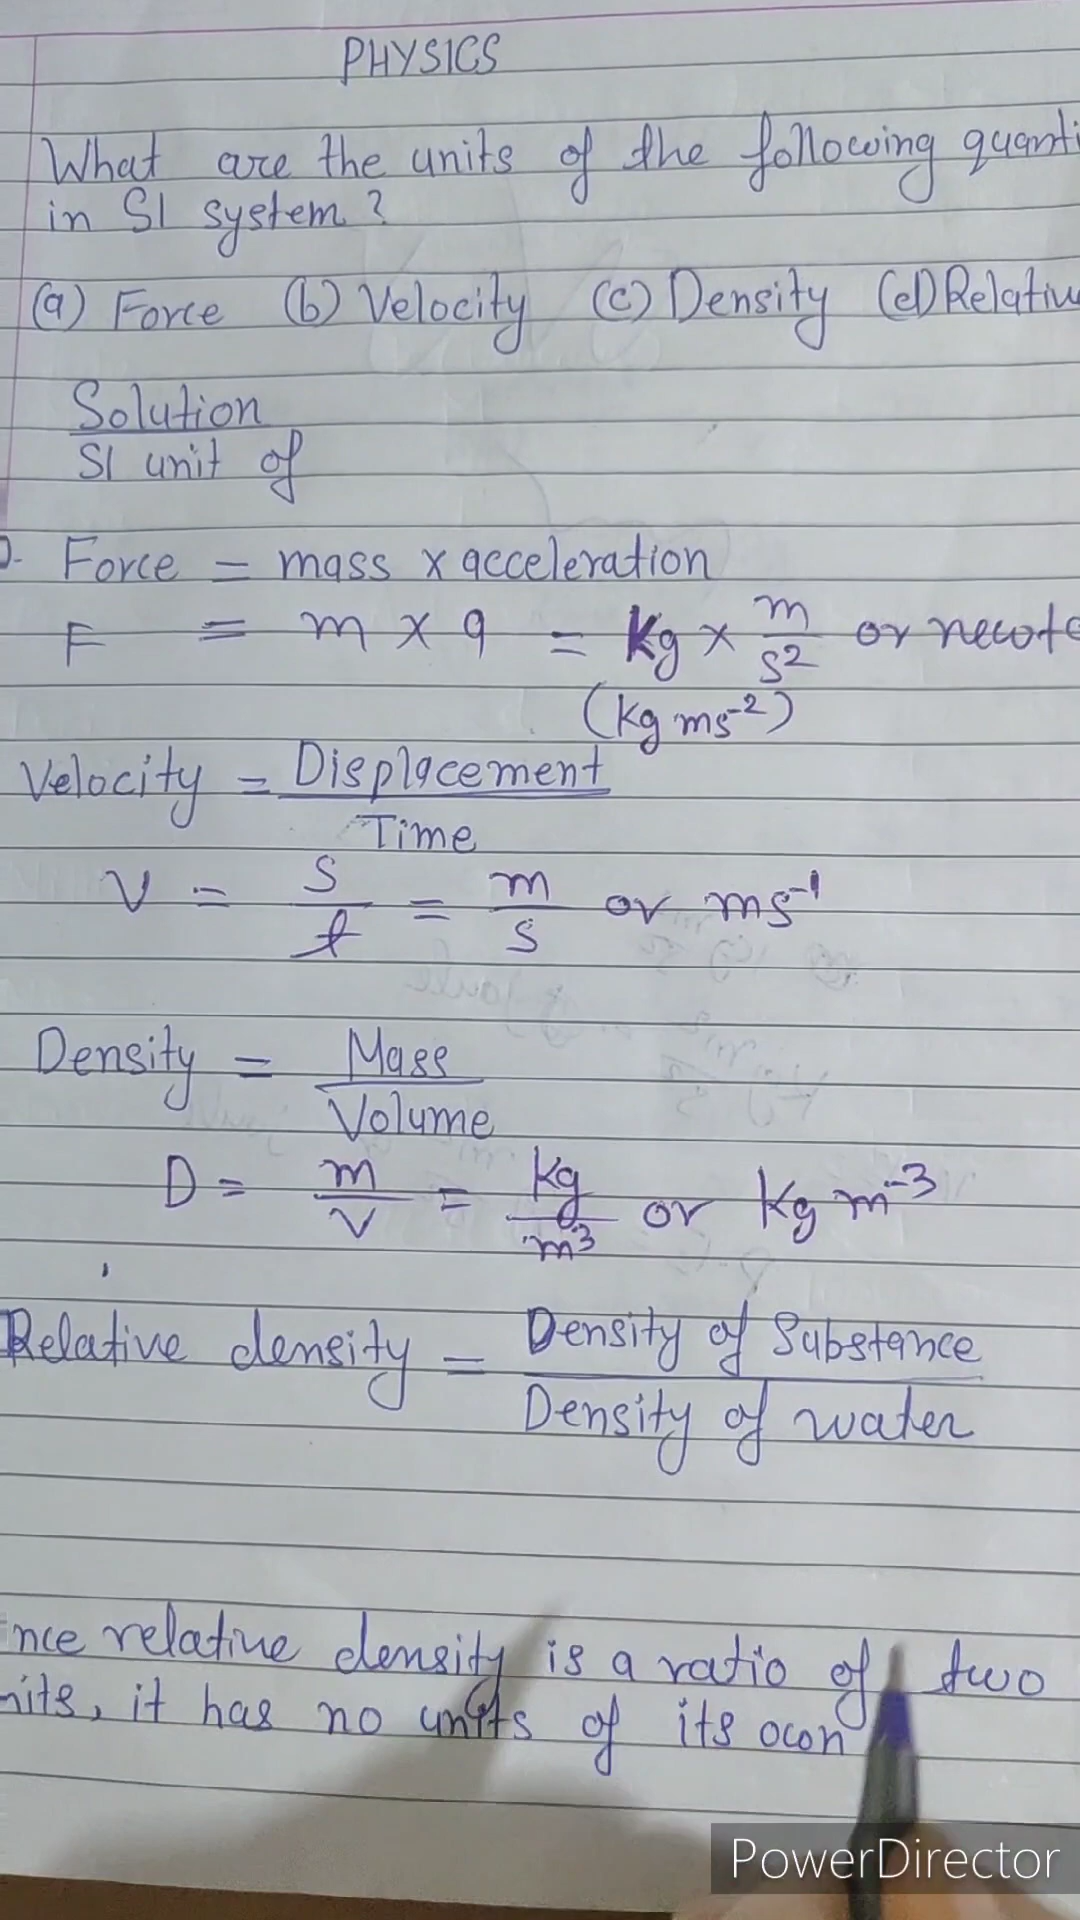 PHYSICS
What are the units of the following quanti
in SI system?
(a) Force (b) Velocity (c) Density (d) Relativ
Solution
SI unit of
Force = mass x acceleration
F = m x a = kg x m/s² or newto
(kg ms⁻²)
Velocity = Displacement
Time
V = s/t = m/s or ms⁻¹
Density = Mass
Volume
D = m/v = kg/m³ or kg m⁻³
Relative density = Density of Substance
Density of water
nce relative density is a ratio of two
nits, it has no units of its own
PowerDirector